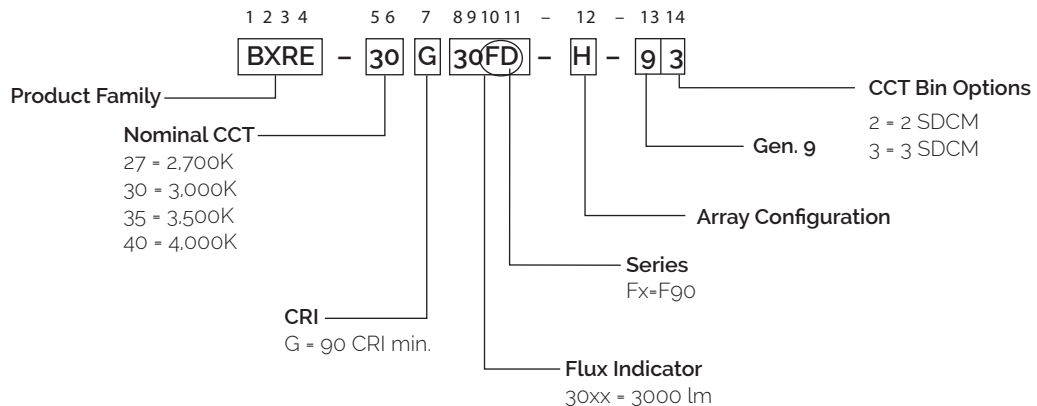 1 2 3 4 5 6 7 8 9 10 11 – 12 – 13 14
BXRE – 30 G 30FD – H – 9 3
Product Family
CCT Bin Options
2 = 2 SDCM
3 = 3 SDCM
Nominal CCT
27 = 2,700K
30 = 3,000K
35 = 3,500K
40 = 4,000K
Gen. 9
Array Configuration
Series
Fx=F90
CRI
G = 90 CRI min.
Flux Indicator
30xx = 3000 lm